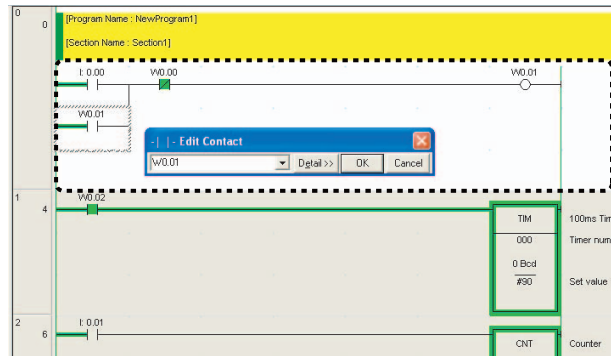 0
0
[Program Name : NewProgram1]
[Section Name : Section1]
I: 0.00
W0.00
W0.01
W0.01
-| |- Edit Contact
W0.01
Detail >>
OK
Cancel
1
4
W0.02
TIM
100ms Tim
000
Timer num
0 Bcd
#90
Set value
2
6
I: 0.01
CNT
Counter